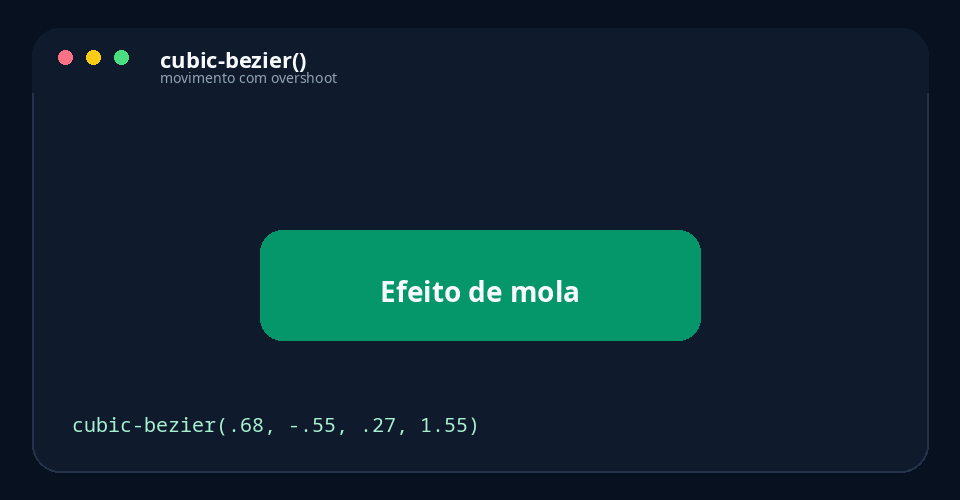 cubic-bezier()
movimento com overshoot
Efeito de mola
cubic-bezier(.68, -.55, .27, 1.55)